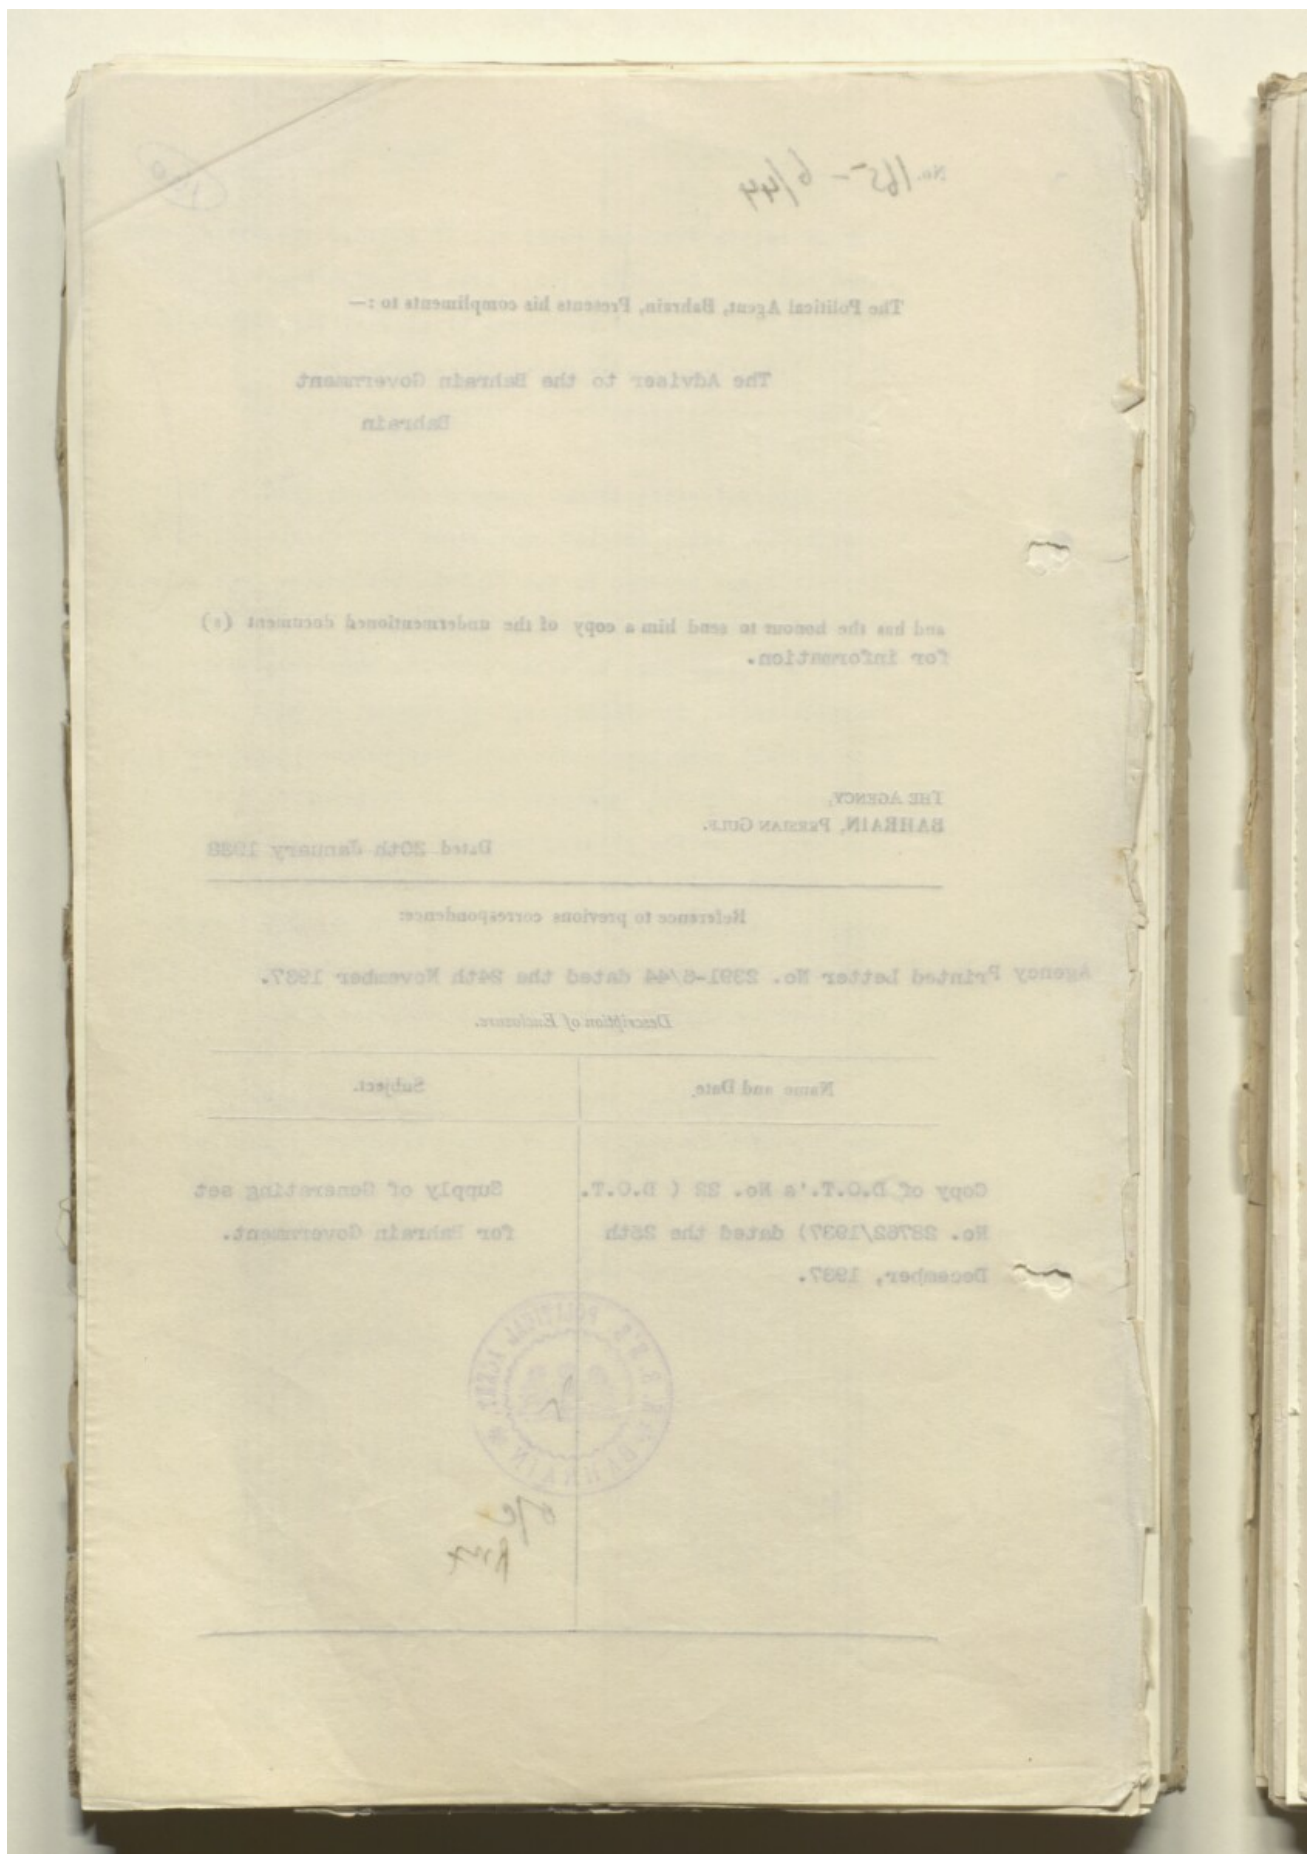 No. 165-6/44
The Political Agent, Bahrain, Presents his compliments to :—
The Adviser to the Bahrain Government
Bahrain
and has the honour to send him a copy of the undermentioned document (s)
for information.
THE AGENCY,
BAHRAIN, PERSIAN GULF.
Dated 20th January 1938
Reference to previous correspondence:
Agency Printed Letter No. 2391-6/44 dated the 24th November 1937.
Description of Enclosure.
Name and Date Subject.
Copy of D.O.T.'s No. 22 ( D.O.T. Supply of Generating set
No. 28762/1937) dated the 25th for Bahrain Government.
December, 1937.
H.B.M'S POLITICAL AGENT, BAHRAIN